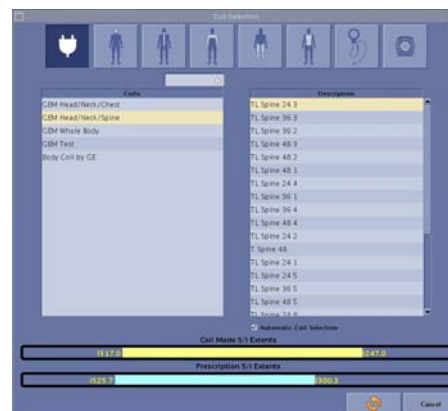 Coil Selection
Coils
GEM Head/Neck/Chest
GEM Head/Neck/Spine
GEM Whole Body
GEM Test
Body Coil by GE
Description
TL Spine 24 3
TL Spine 36 3
TL Spine 36 2
TL Spine 48 3
TL Spine 48 2
TL Spine 48 1
TL Spine 24 4
TL Spine 36 1
TL Spine 36 4
TL Spine 48 4
TL Spine 24 2
T Spine 48
TL Spine 24 1
TL Spine 24 5
TL Spine 36 5
TL Spine 48 5
Automatic Coil Selection
Coil Mode S/I Extents
I517.0
I247.0
Prescription S/I Extents
I525.7
I300.3
Cancel